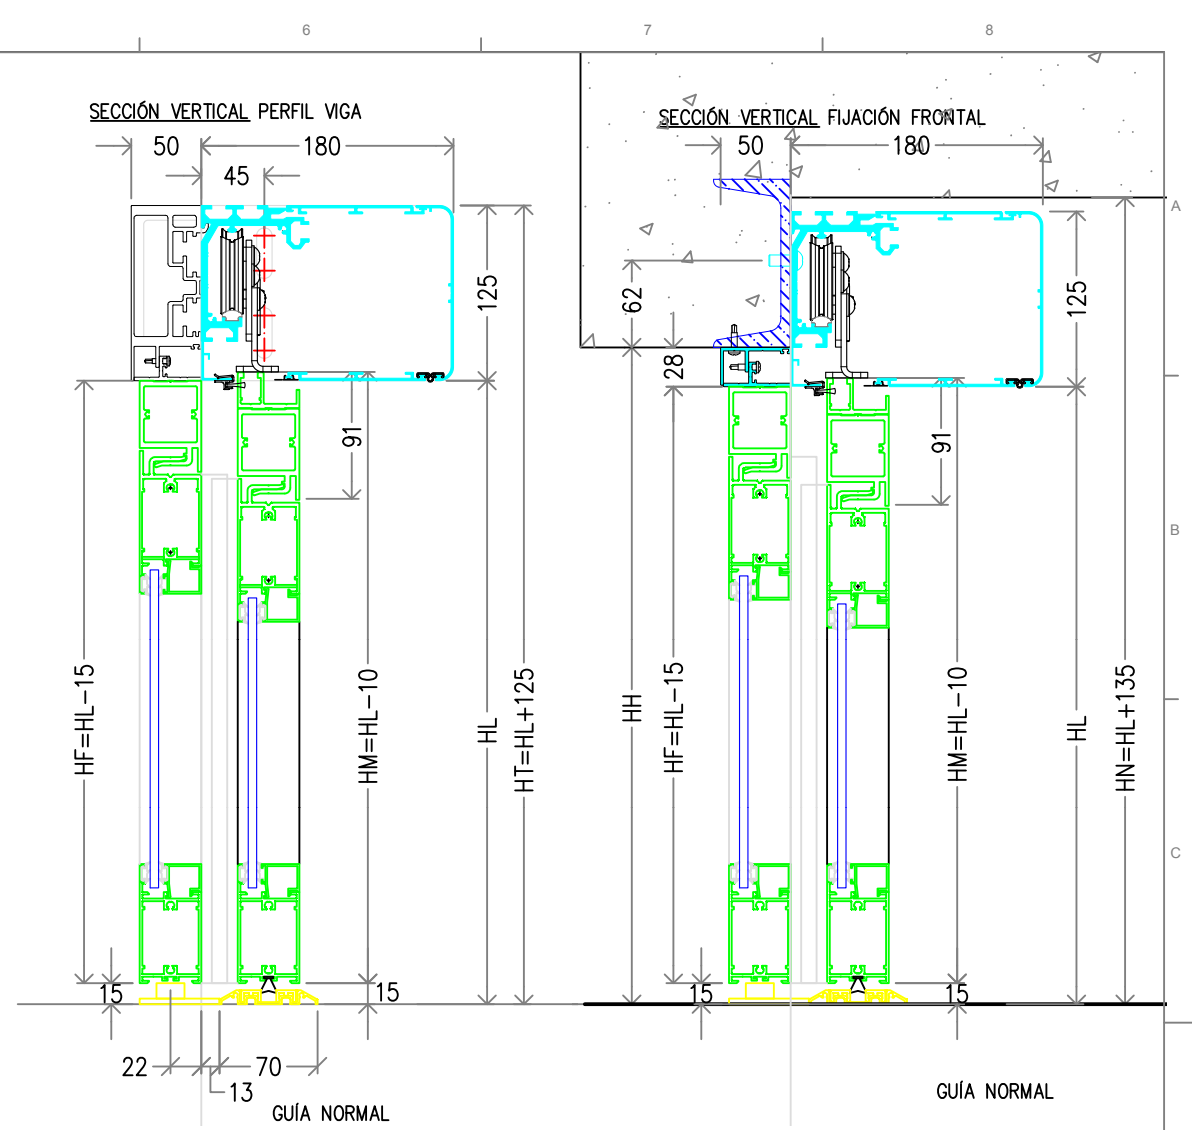 6
7
8
SECCIÓN VERTICAL PERFIL VIGA
SECCIÓN VERTICAL FIJACIÓN FRONTAL
50
180
50
180
45
A
125
62
125
28
91
91
B
HF=HL-15
HM=HL-10
HL
HT=HL+125
HH
HF=HL-15
HM=HL-10
HL
HN=HL+135
C
15
15
15
15
22
70
13
GUÍA NORMAL
GUÍA NORMAL